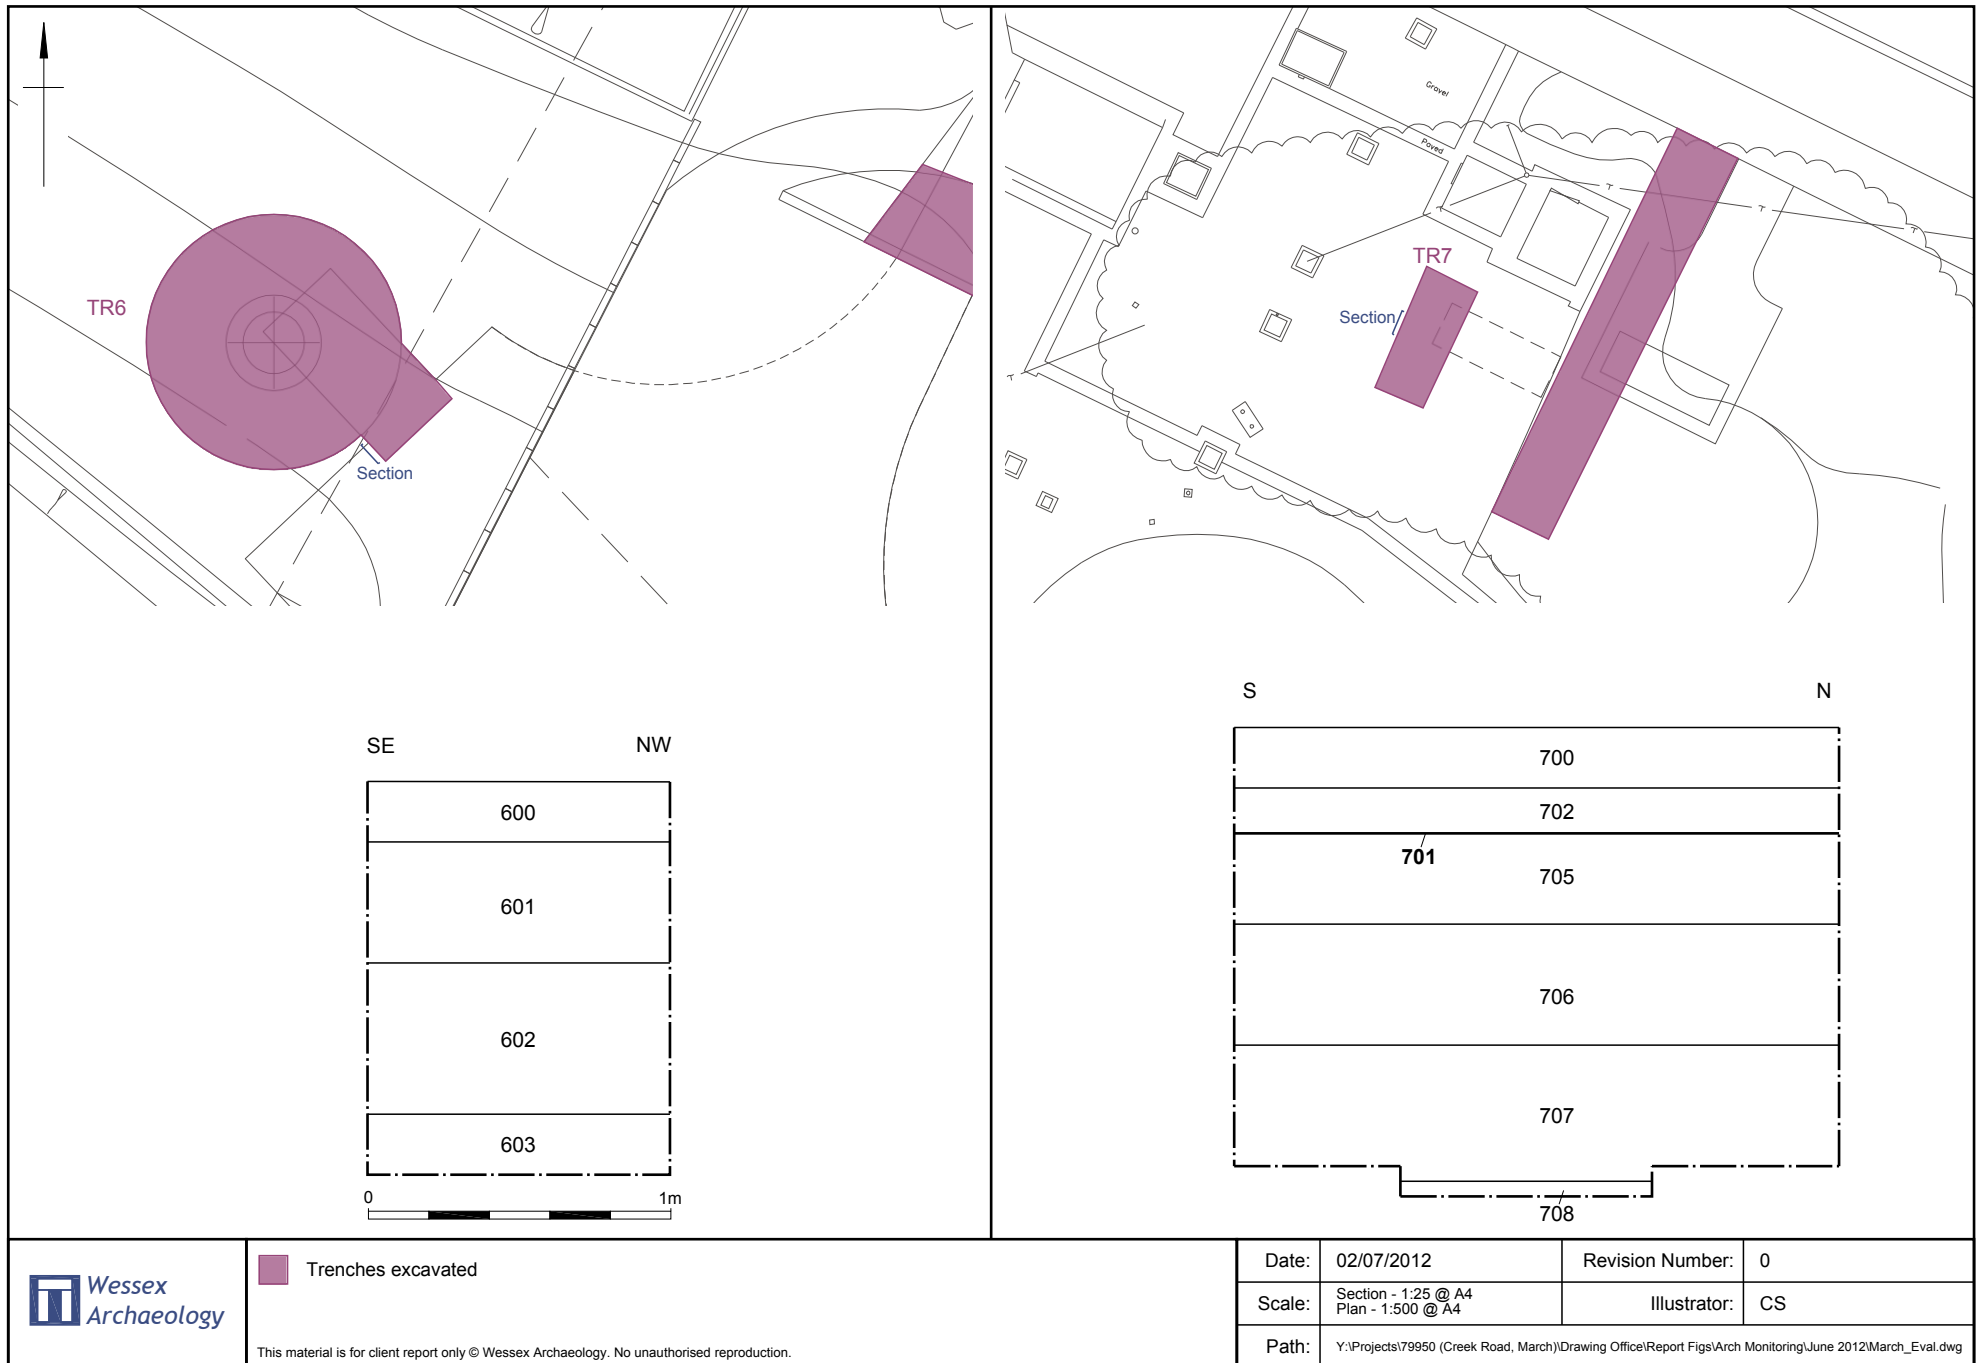 TR6
Section
Gravel
Paved
TR7
Section
SE NW
600
601
602
603
0 1m
S N
700
702
701
705
706
707
708
Wessex
Archaeology
Trenches excavated
This material is for client report only © Wessex Archaeology. No unauthorised reproduction.
Date: 02/07/2012 Revision Number: 0
Scale: Section - 1:25 @ A4
Plan - 1:500 @ A4
Illustrator: CS
Path: Y:\Projects\79950 (Creek Road, March)\Drawing Office\Report Figs\Arch Monitoring\June 2012\March_Eval.dwg